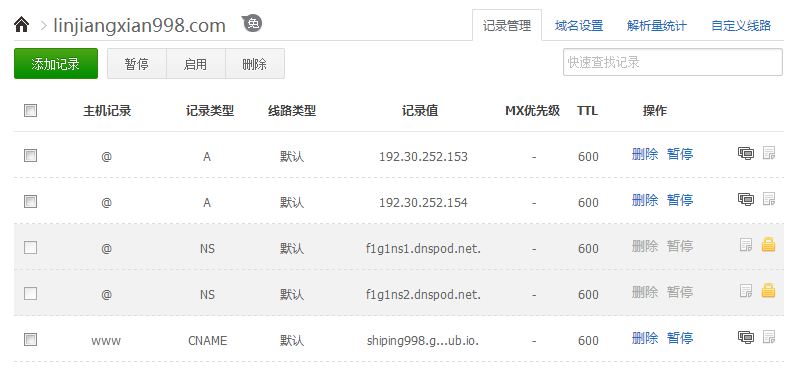 linjiangxian998.com 免
记录管理 域名设置 解析量统计 自定义线路
添加记录 暂停 启用 删除 快速查找记录
主机记录 记录类型 线路类型 记录值 MX优先级 TTL 操作
@ A 默认 192.30.252.153 - 600 删除 暂停
@ A 默认 192.30.252.154 - 600 删除 暂停
@ NS 默认 f1g1ns1.dnspod.net. - 600 删除 暂停
@ NS 默认 f1g1ns2.dnspod.net. - 600 删除 暂停
www CNAME 默认 shiping998.g...ub.io. - 600 删除 暂停